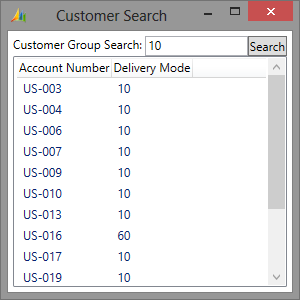 Customer Search
Customer Group Search: 10 Search
Account Number Delivery Mode
US-003 10
US-004 10
US-006 10
US-007 10
US-009 10
US-010 10
US-013 10
US-016 60
US-017 10
US-019 10